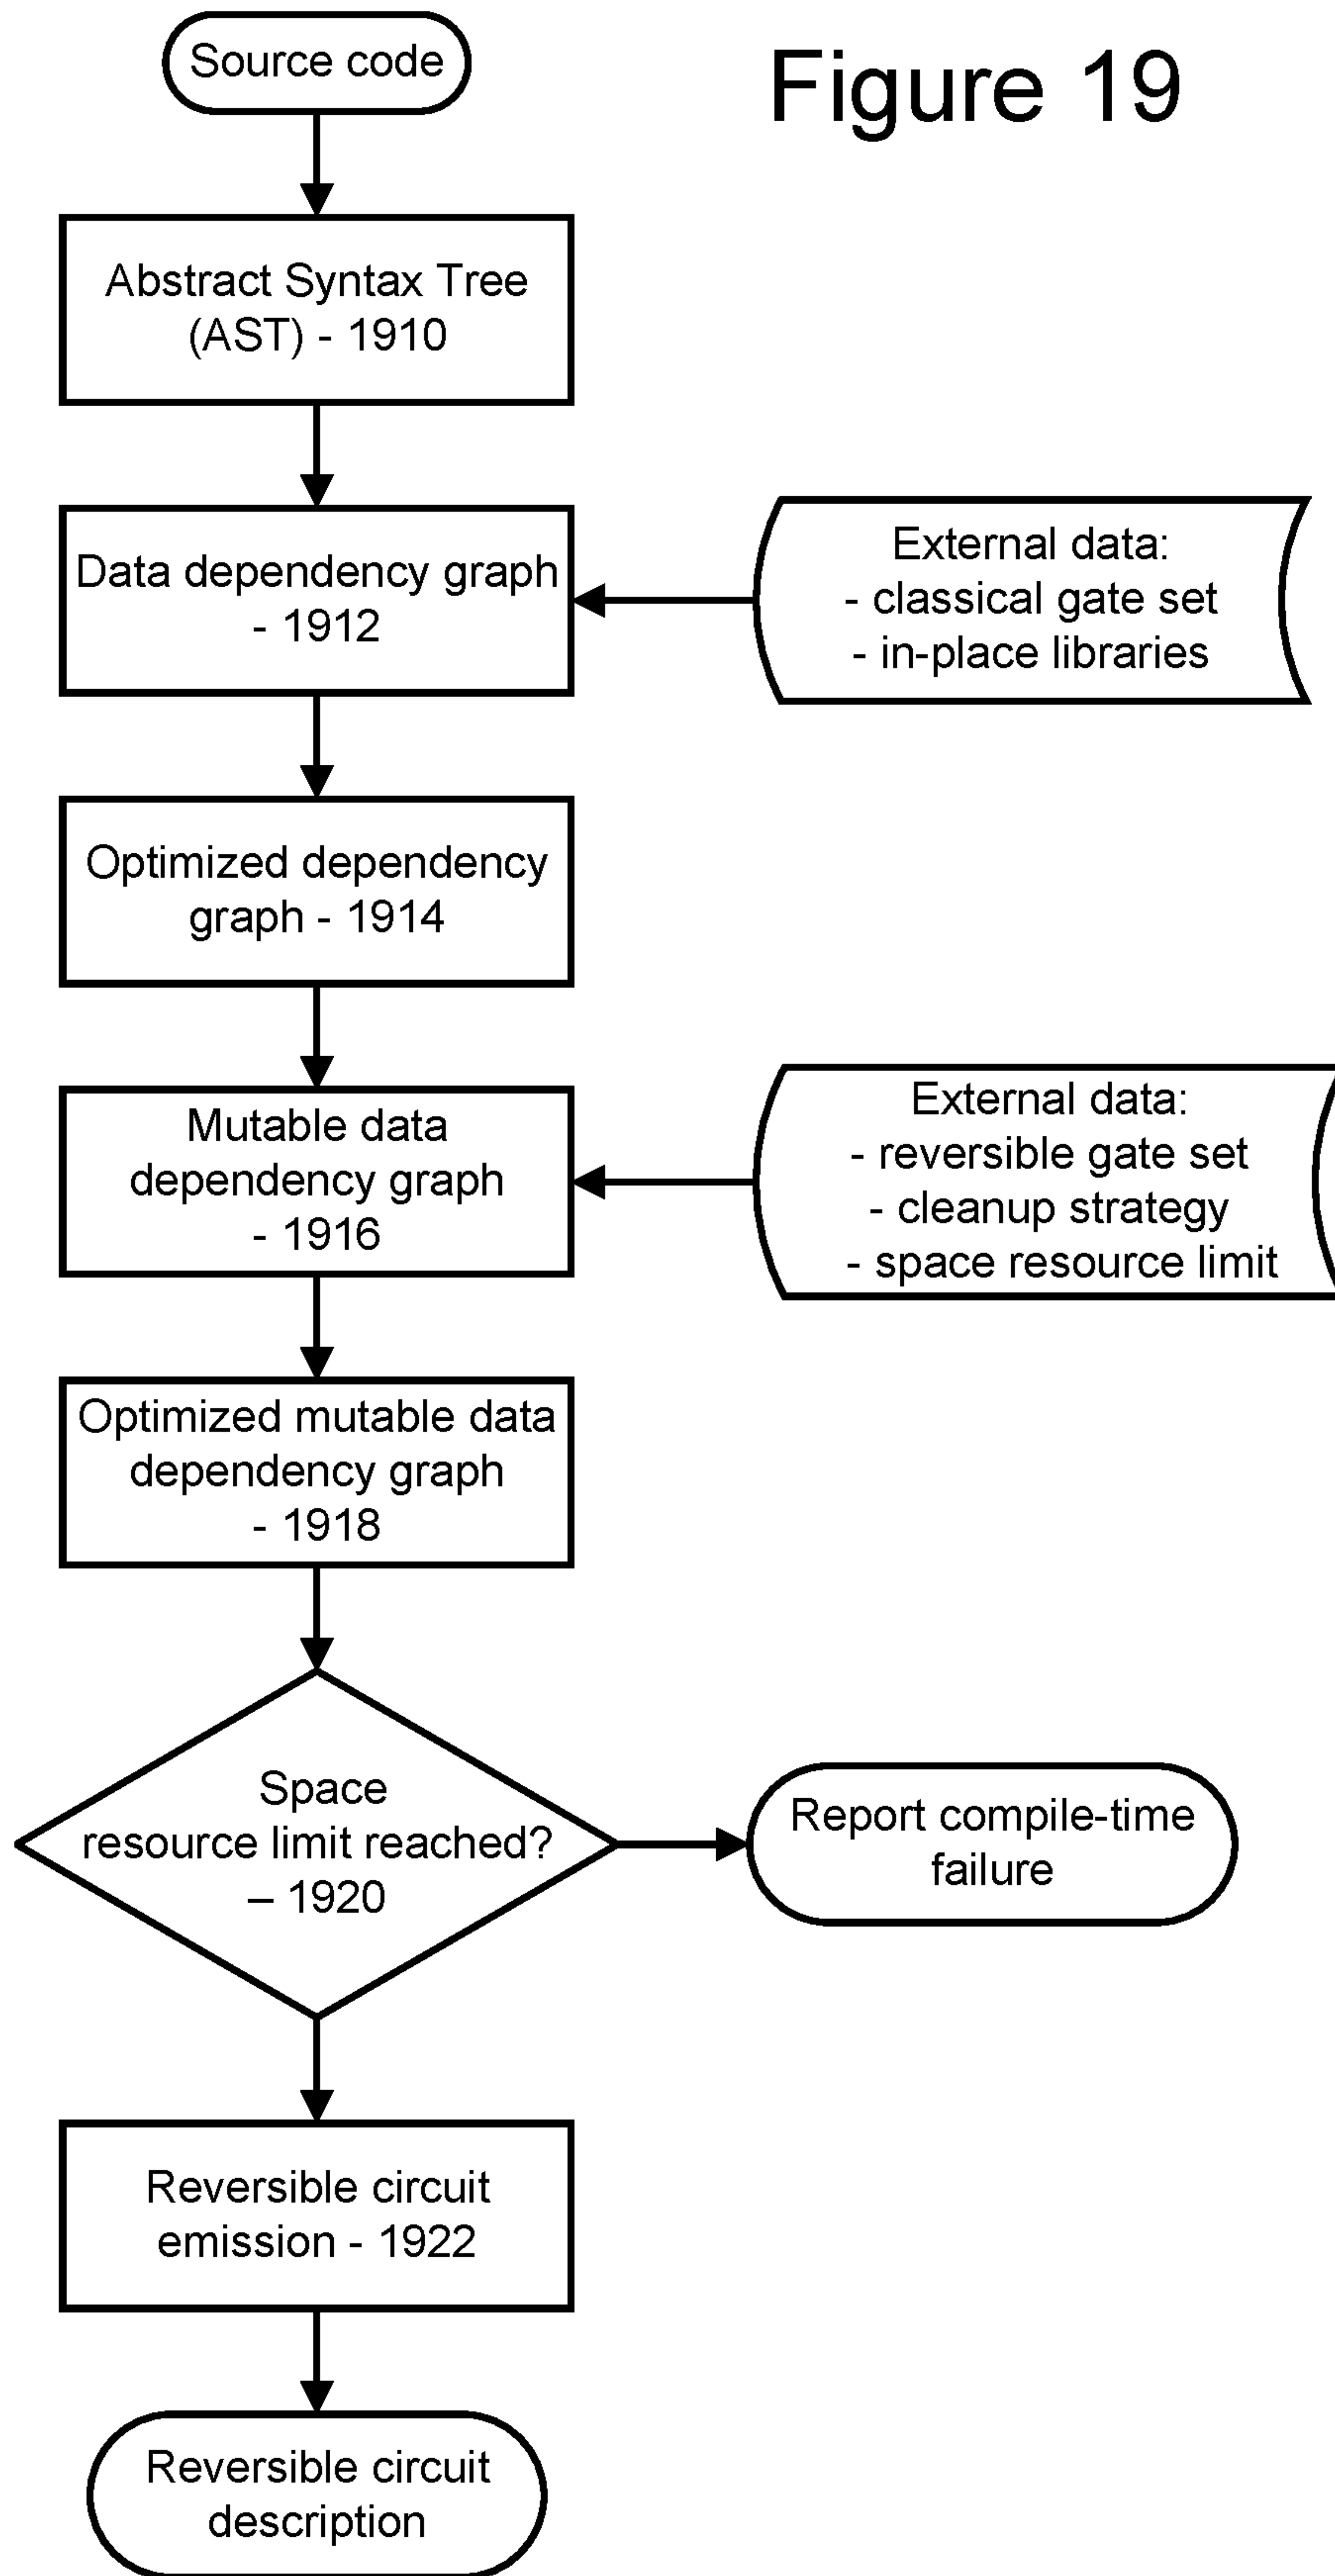 Figure 19
Source code
Abstract Syntax Tree
(AST) - 1910
Data dependency graph
- 1912
External data:
- classical gate set
- in-place libraries
Optimized dependency
graph - 1914
Mutable data
dependency graph
- 1916
External data:
- reversible gate set
- cleanup strategy
- space resource limit
Optimized mutable data
dependency graph
- 1918
Space
resource limit reached?
– 1920
Report compile-time
failure
Reversible circuit
emission - 1922
Reversible circuit
description